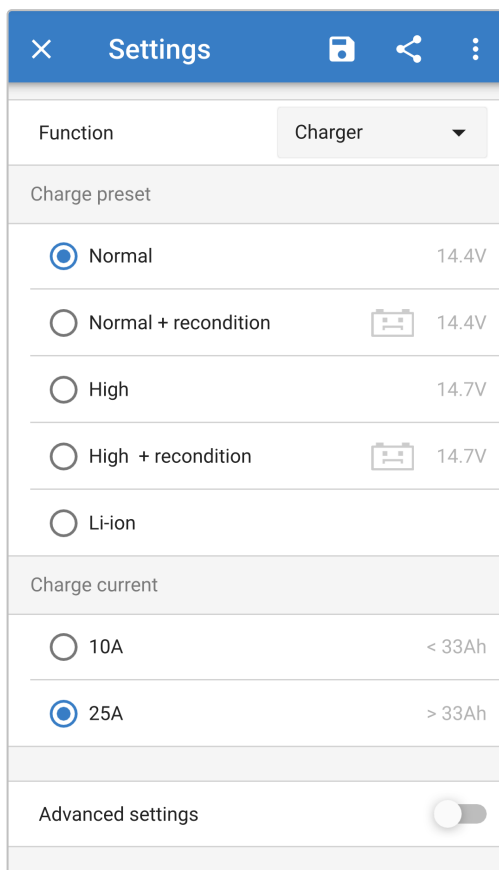 Settings
Function Charger
Charge preset
Normal 14.4V
Normal + recondition 14.4V
High 14.7V
High + recondition 14.7V
Li-ion
Charge current
10A < 33Ah
25A > 33Ah
Advanced settings